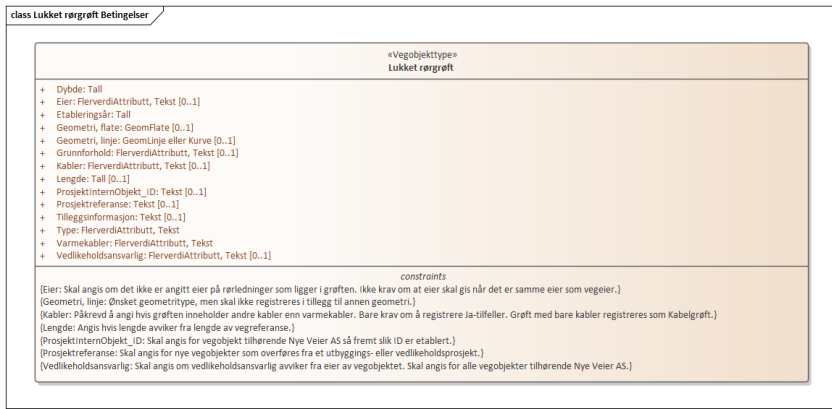 class Lukket rørgrøft Betingelser
«Vegobjekttype»
Lukket rørgrøft
+ Dybde: Tall
+ Eier: FlerverdiAttributt, Tekst [0..1]
+ Etableringsår: Tall
+ Geometri, flate: GeomFlate [0..1]
+ Geometri, linje: GeomLinje eller Kurve [0..1]
+ Grunnforhold: FlerverdiAttributt, Tekst [0..1]
+ Kabler: FlerverdiAttributt, Tekst [0..1]
+ Lengde: Tall [0..1]
+ ProsjektInternObjekt_ID: Tekst [0..1]
+ Prosjektreferanse: Tekst [0..1]
+ Tilleggsinformasjon: Tekst [0..1]
+ Type: FlerverdiAttributt, Tekst
+ Varmekabler: FlerverdiAttributt, Tekst
+ Vedlikeholdsansvarlig: FlerverdiAttributt, Tekst [0..1]
constraints
{Eier: Skal angis om det ikke er angitt eier på rørledninger som ligger i grøften. Ikke krav om at eier skal gis når det er samme eier som vegeier.}
{Geometri, linje: Ønsket geometritype, men skal ikke registreres i tillegg til annen geometri.}
{Kabler: Påkrevd å angi hvis grøften inneholder andre kabler enn varmekabler. Bare krav om å registrere Ja-tilfeller. Grøft med bare kabler registreres som Kabelgrøft.}
{Lengde: Angis hvis lengde avviker fra lengde av vegreferanse.}
{ProsjektInternObjekt_ID: Skal angis for vegobjekt tilhørende Nye Veier AS så fremt slik ID er etablert.}
{Prosjektreferanse: Skal angis for nye vegobjekter som overføres fra et utbyggings- eller vedlikeholdsprosjekt.}
{Vedlikeholdsansvarlig: Skal angis om vedlikeholdsansvarlig avviker fra eier av vegobjektet. Skal angis for alle vegobjekter tilhørende Nye Veier AS.}